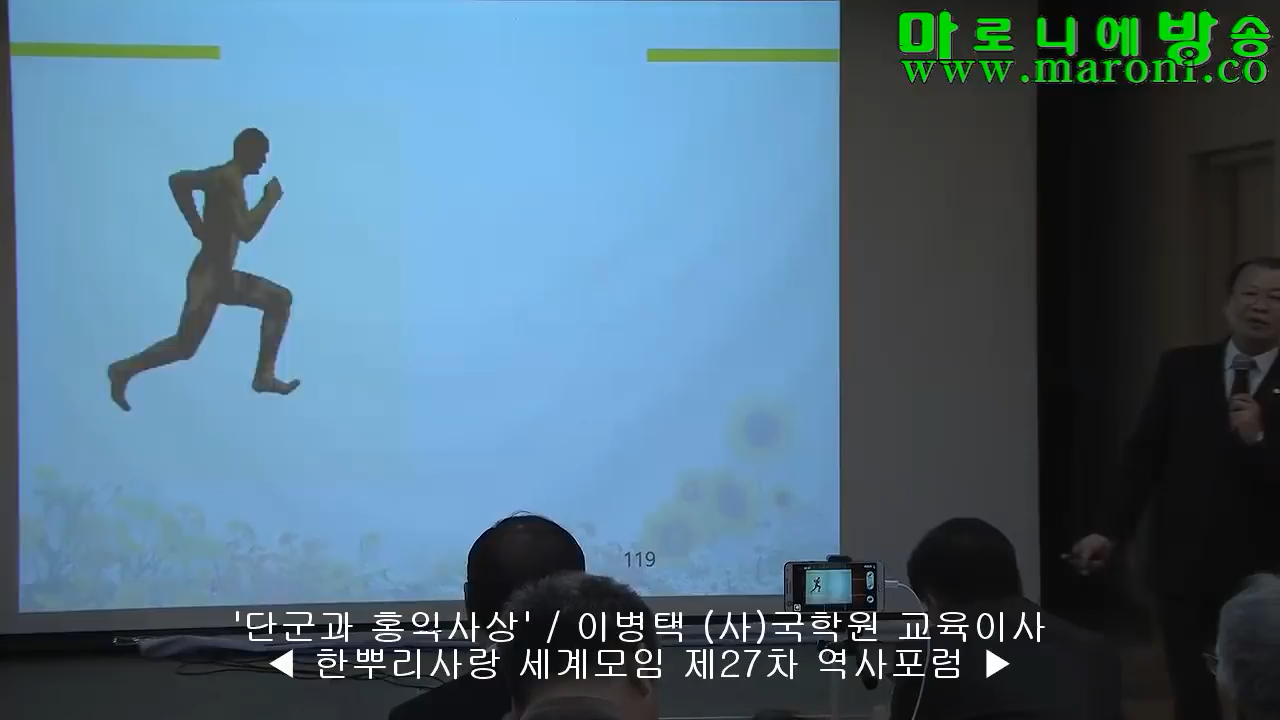 마로니에방송
www.maroni.co
119
'단군과 홍익사상' / 이병택 (사)국학원 교육이사
◀ 한뿌리사랑 세계모임 제27차 역사포럼 ▶